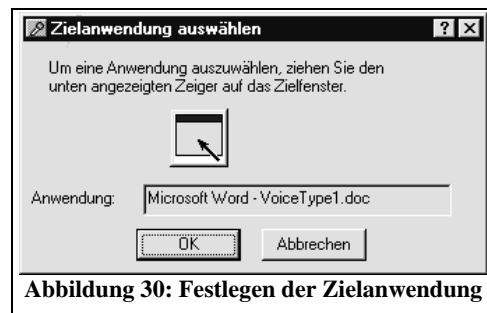 Zielanwendung auswählen
Um eine Anwendung auszuwählen, ziehen Sie den
unten angezeigten Zeiger auf das Zielfenster.
Anwendung: Microsoft Word - VoiceType1.doc
OK Abbrechen
Abbildung 30: Festlegen der Zielanwendung